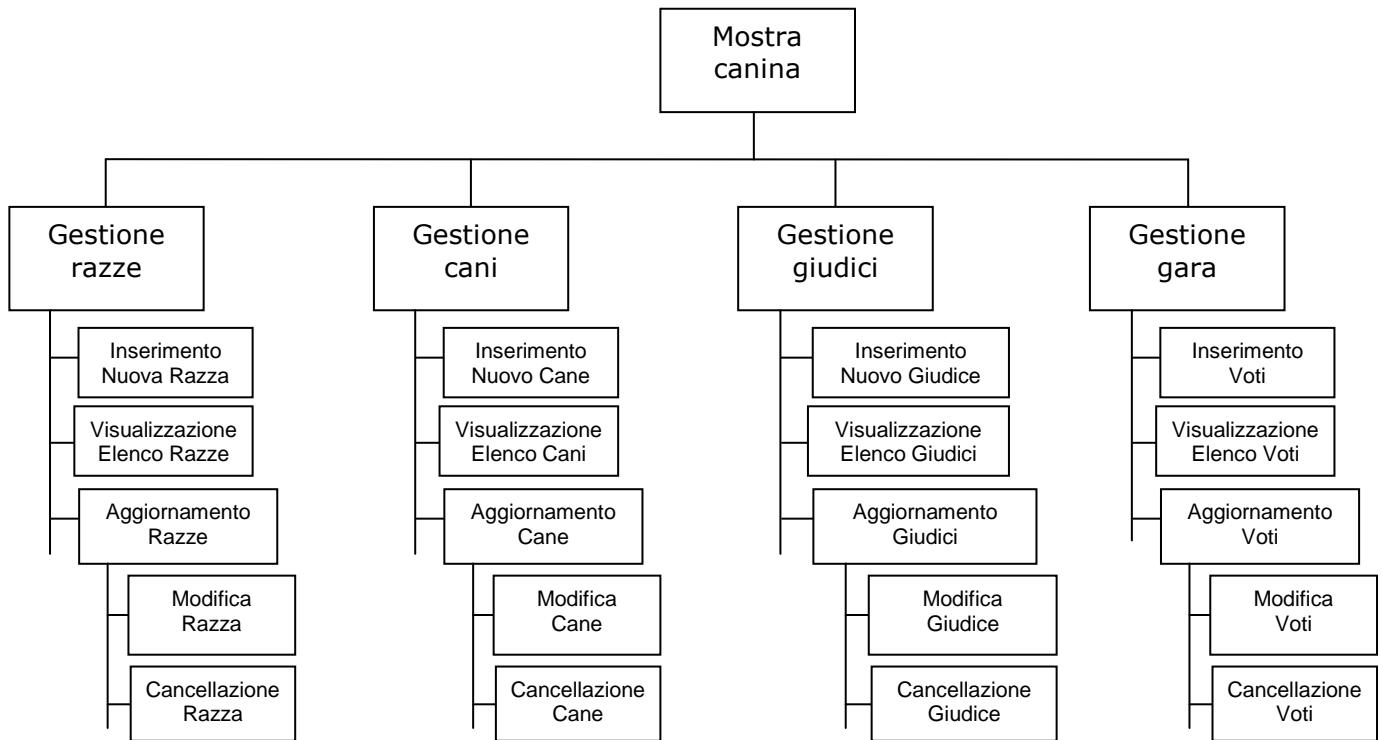 Mostra
canina
Gestione
razze
Gestione
cani
Gestione
giudici
Gestione
gara
Inserimento
Nuova Razza
Inserimento
Nuovo Cane
Inserimento
Nuovo Giudice
Inserimento
Voti
Visualizzazione
Elenco Razze
Visualizzazione
Elenco Cani
Visualizzazione
Elenco Giudici
Visualizzazione
Elenco Voti
Aggiornamento
Razze
Aggiornamento
Cane
Aggiornamento
Giudici
Aggiornamento
Voti
Modifica
Razza
Modifica
Cane
Modifica
Giudice
Modifica
Voti
Cancellazione
Razza
Cancellazione
Cane
Cancellazione
Giudice
Cancellazione
Voti